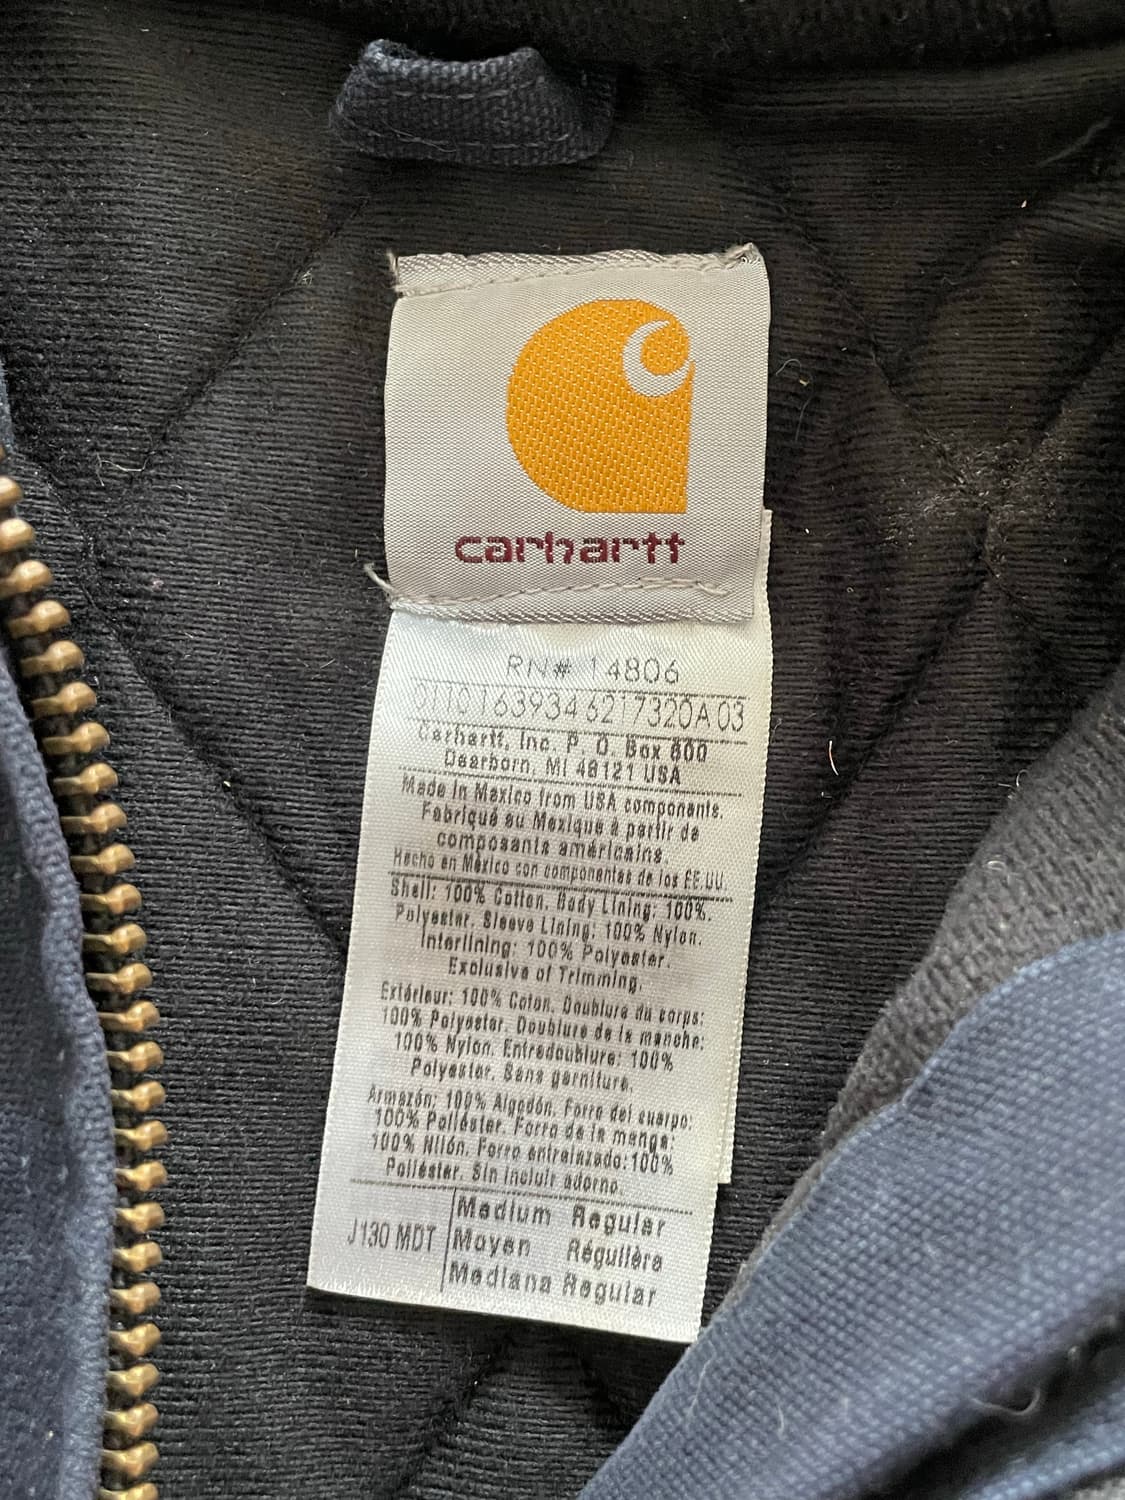 carhartt
RN# 14806
0110163934 6217320A 03
Carhartt, Inc. P. O. Box 600
Dearborn, MI 48121 USA
Made in Mexico from USA components.
Fabriqué au Mexique à partir de
composants américains.
Hecho en México con componentes de los EE.UU.
Shell: 100% Cotton. Body Lining: 100%.
Polyester. Sleeve Lining: 100% Nylon.
Interlining: 100% Polyester.
Exclusive of Trimming.
Extérieur: 100% Coton. Doublure du corps:
100% Polyester. Doublure de la manche:
100% Nylon. Entredoublure: 100%
Polyester. Sans garniture.
Armazón: 100% Algodón. Forro del cuerpo:
100% Poliéster. Forro de la manga:
100% Nilón. Forro entrelazado: 100%
Poliéster. Sin incluir adorno.
J130 MDT
Medium Regular
Moyen Régulière
Mediana Regular